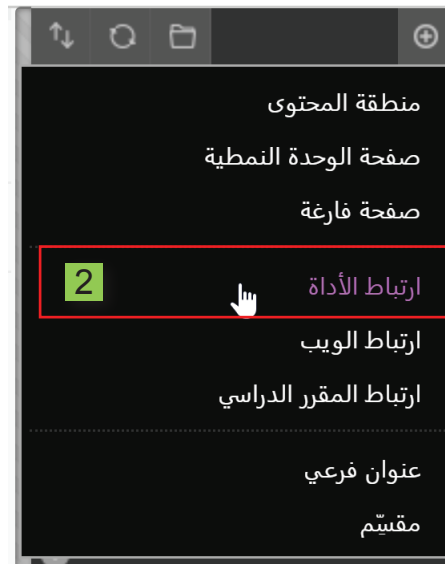 منطقة المحتوى
صفحة الوحدة النمطية
صفحة فارغة
ارتباط الأداة 2
ارتباط الويب
ارتباط المقرر الدراسي
عنوان فرعي
مقسِّم